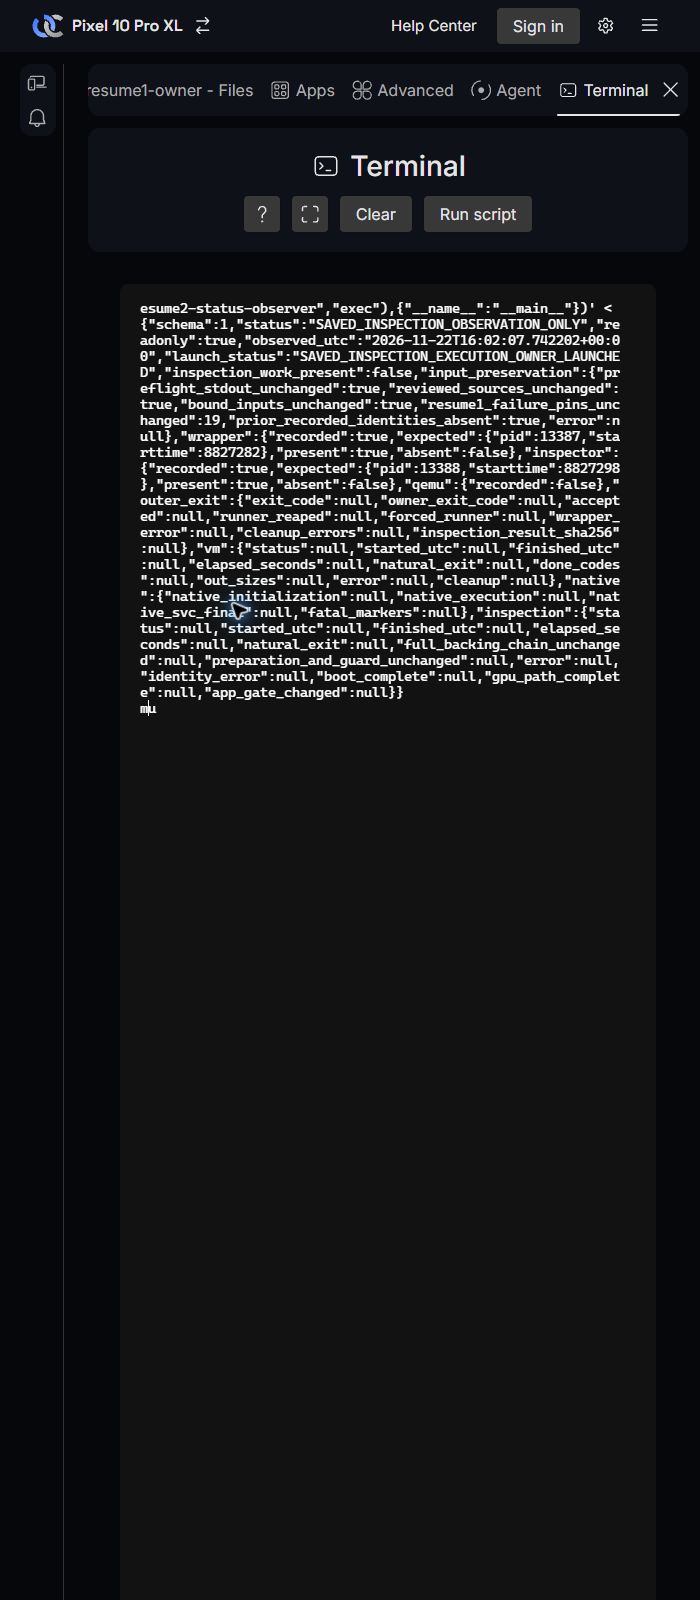 Pixel 10 Pro XL
Help Center
Sign in
resume1-owner - Files
Apps
Advanced
Agent
Terminal
Terminal
?
Clear
Run script
esume2-status-observer","exec"),{"__name__":"__main__"})' <
{"schema":1,"status":"SAVED_INSPECTION_OBSERVATION_ONLY","re
adonly":true,"observed_utc":"2026-11-22T16:02:07.742202+00:0
0","launch_status":"SAVED_INSPECTION_EXECUTION_OWNER_LAUNCHE
D","inspection_work_present":false,"input_preservation":{"pr
eflight_stdout_unchanged":true,"reviewed_sources_unchanged":
true,"bound_inputs_unchanged":true,"resume1_failure_pins_unc
hanged":19,"prior_recorded_identities_absent":true,"error":n
ull},"wrapper":{"recorded":true,"expected":{"pid":13387,"sta
rttime":8827282},"present":true,"absent":false},"inspector":
{"recorded":true,"expected":{"pid":13388,"starttime":8827298
},"present":true,"absent":false},"qemu":{"recorded":false},"
outer_exit":{"exit_code":null,"owner_exit_code":null,"accept
ed":null,"runner_reaped":null,"forced_runner":null,"wrapper_
error":null,"cleanup_errors":null,"inspection_result_sha256"
:null},"vm":{"status":null,"started_utc":null,"finished_utc"
:null,"elapsed_seconds":null,"natural_exit":null,"done_codes
":null,"out_sizes":null,"error":null,"cleanup":null},"native
":{"native_initialization":null,"native_execution":null,"nat
ive_svc_final":null,"fatal_markers":null},"inspection":{"sta
tus":null,"started_utc":null,"finished_utc":null,"elapsed_se
conds":null,"natural_exit":null,"full_backing_chain_unchange
d":null,"preparation_and_guard_unchanged":null,"error":null,
"identity_error":null,"boot_complete":null,"gpu_path_complet
e":null,"app_gate_changed":null}}
mu